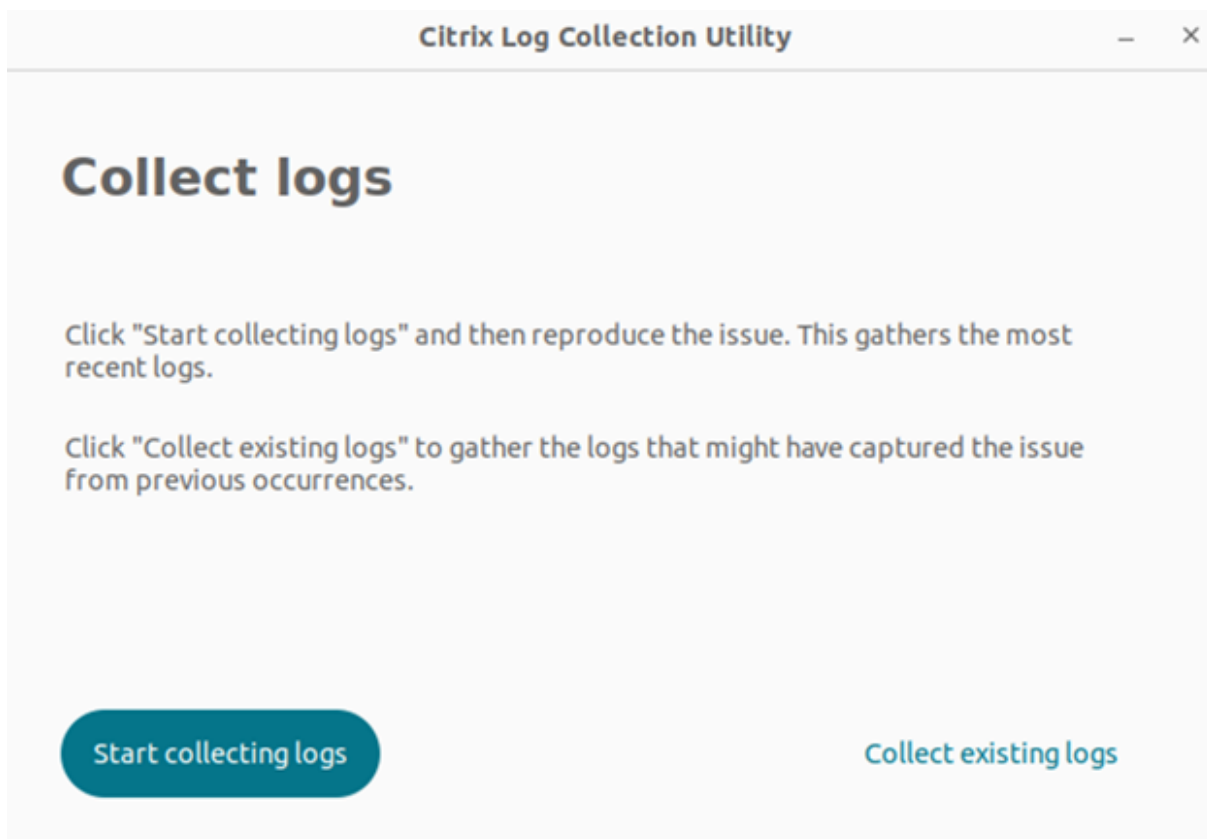 Citrix Log Collection Utility
Collect logs
Click "Start collecting logs" and then reproduce the issue. This gathers the most
recent logs.
Click "Collect existing logs" to gather the logs that might have captured the issue
from previous occurrences.
Start collecting logs
Collect existing logs